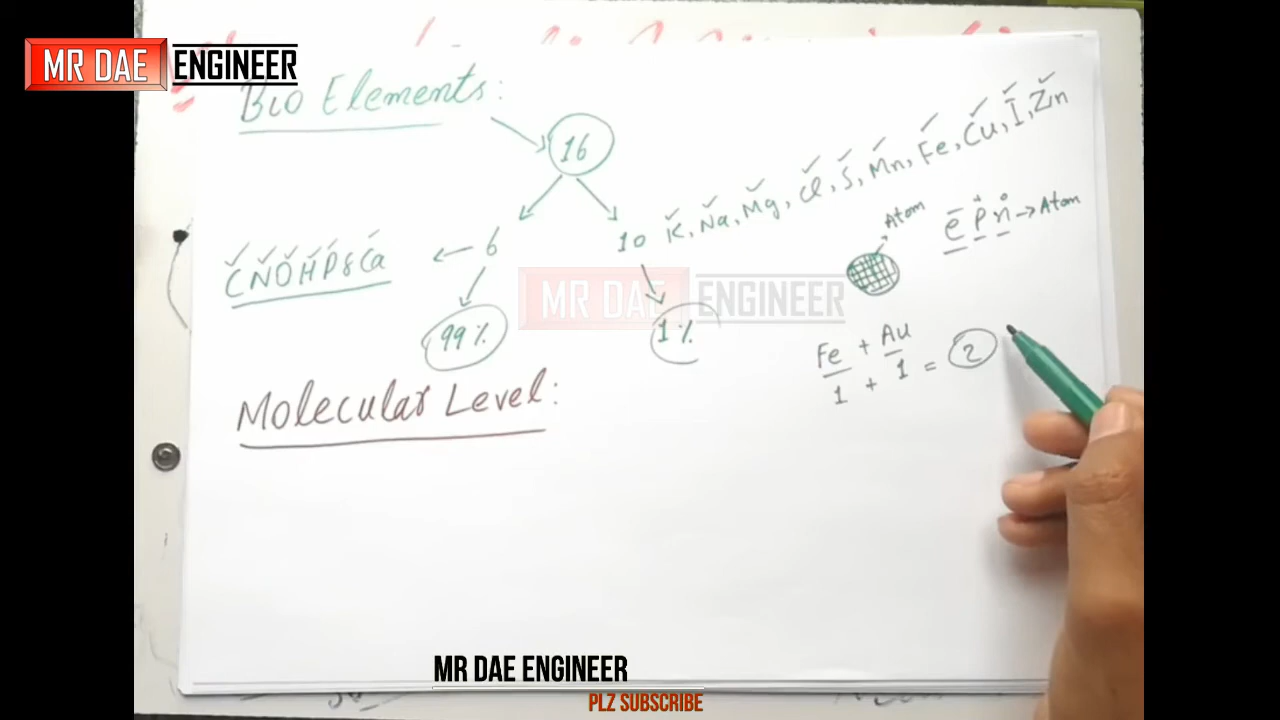 MR DAE ENGINEER
Bio Elements:
16
6
10 K, Na, Mg, Cl, S, Mn, Fe, Cu, I, Zn
CNOHP & Ca
Atom
e⁻ p⁺ n⁰ → Atom
MR DAE ENGINEER
99 %
1 %
Fe + Au
1 + 1 = 2
Molecular Level:
MR DAE ENGINEER
PLZ SUBSCRIBE